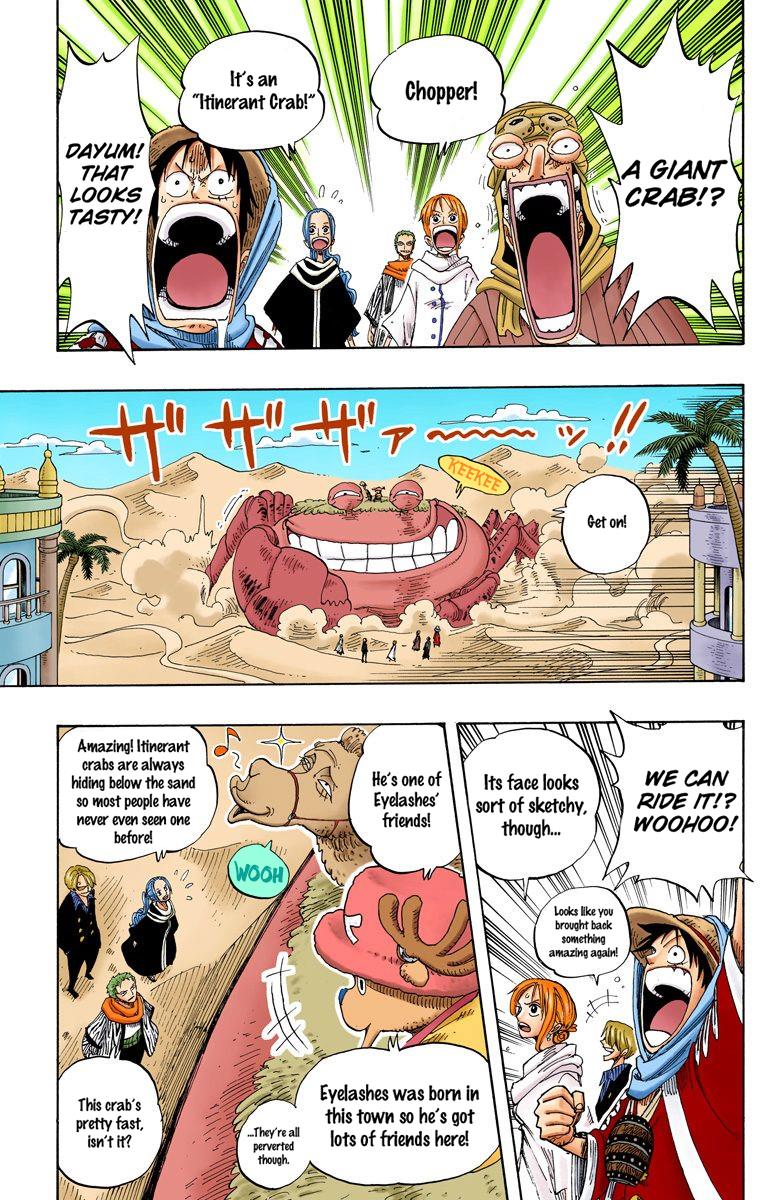 A GIANT
CRAB!?
Chopper!
It's an
"Itinerant Crab!"
DAYUM!
THAT
LOOKS
TASTY!
ザザザァ〜〜〜ッ!!
KEEKEE
Get on!
WE CAN
RIDE IT!?
WOOHOO!
Its face looks
sort of sketchy,
though...
Looks like you
brought back
something
amazing again!
He's one of
Eyelashes'
friends!
Amazing! Itinerant
crabs are always
hiding below the sand
so most people have
never even seen one
before!
WOOH
Eyelashes was born in
this town so he's got
lots of friends here!
...They're all
perverted
though.
This crab's
pretty fast,
isn't it?